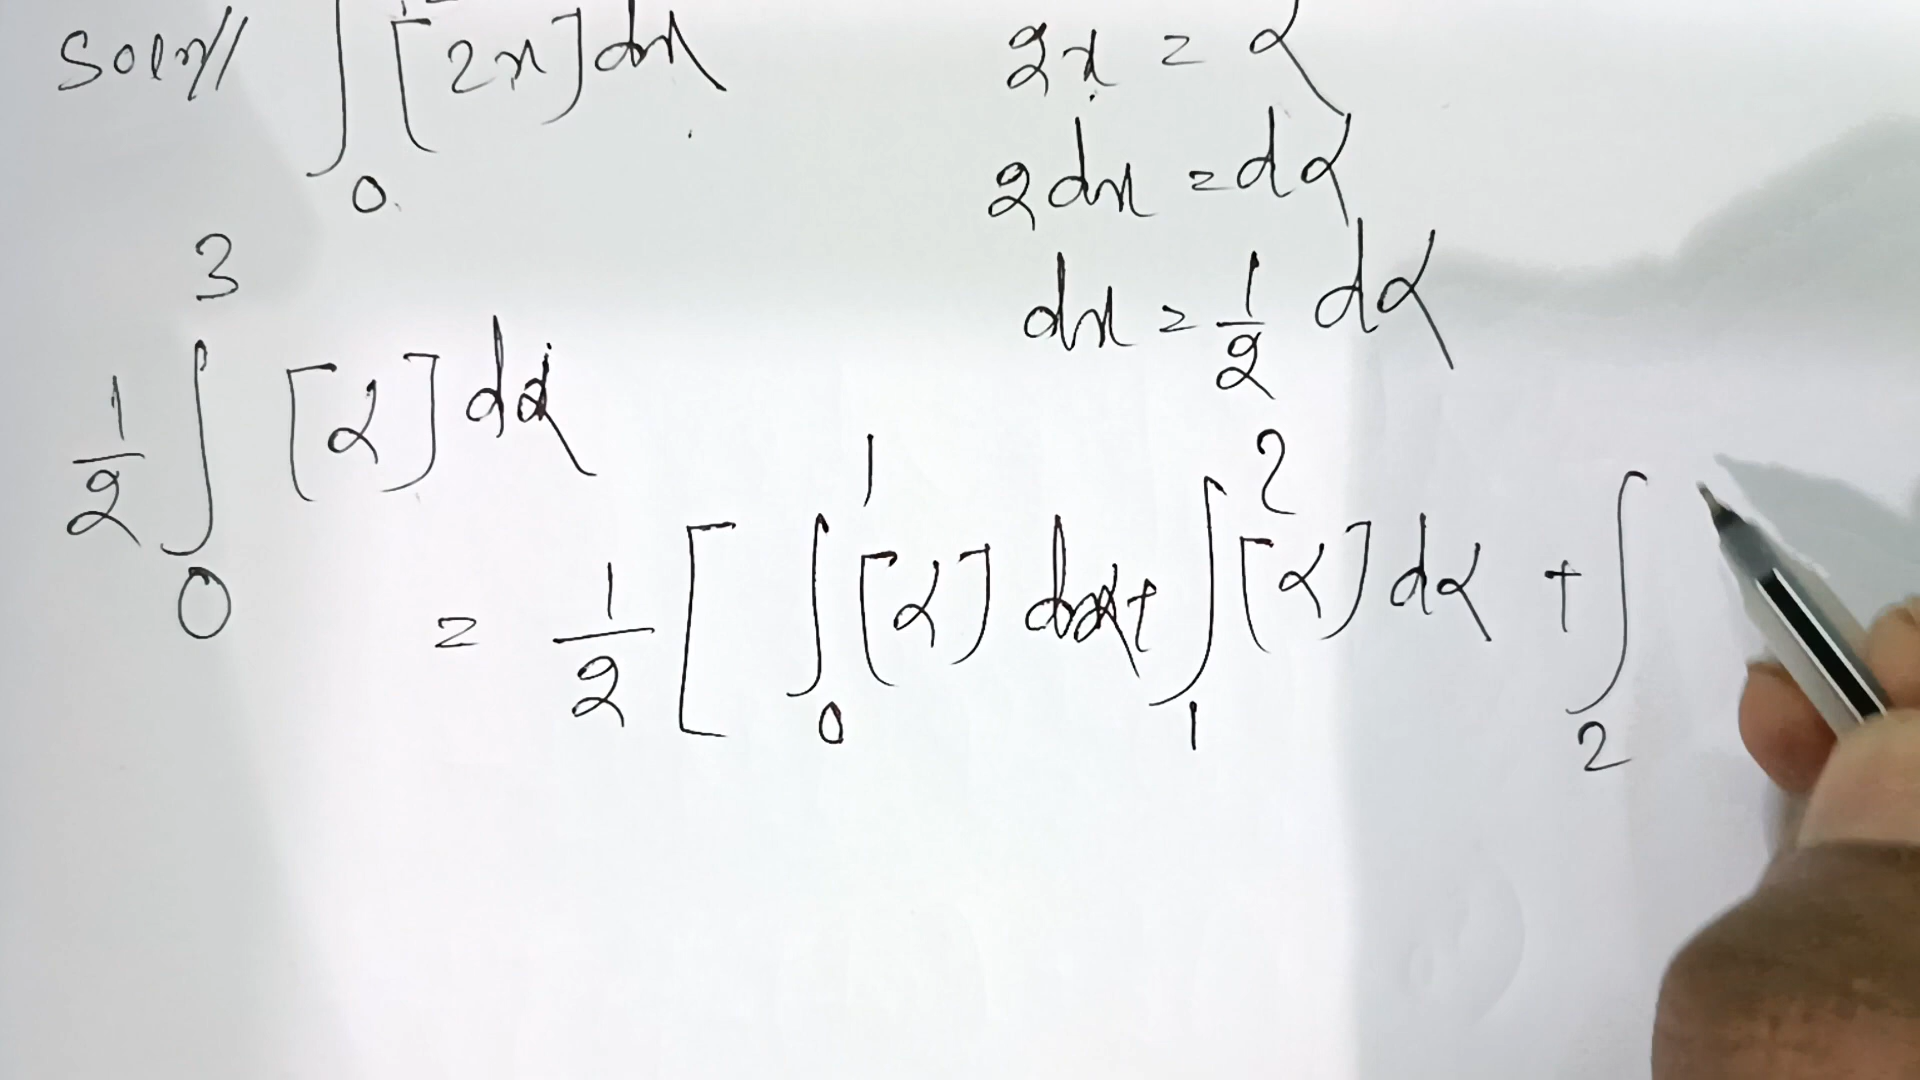 Soln// ∫₀ [2x] dx
2x = α
2dx = dα
dx = 1/2 dα
1/2 ∫₀³ [α] dα
= 1/2 [ ∫₀¹ [α] dα + ∫₁² [α] dα + ∫₂